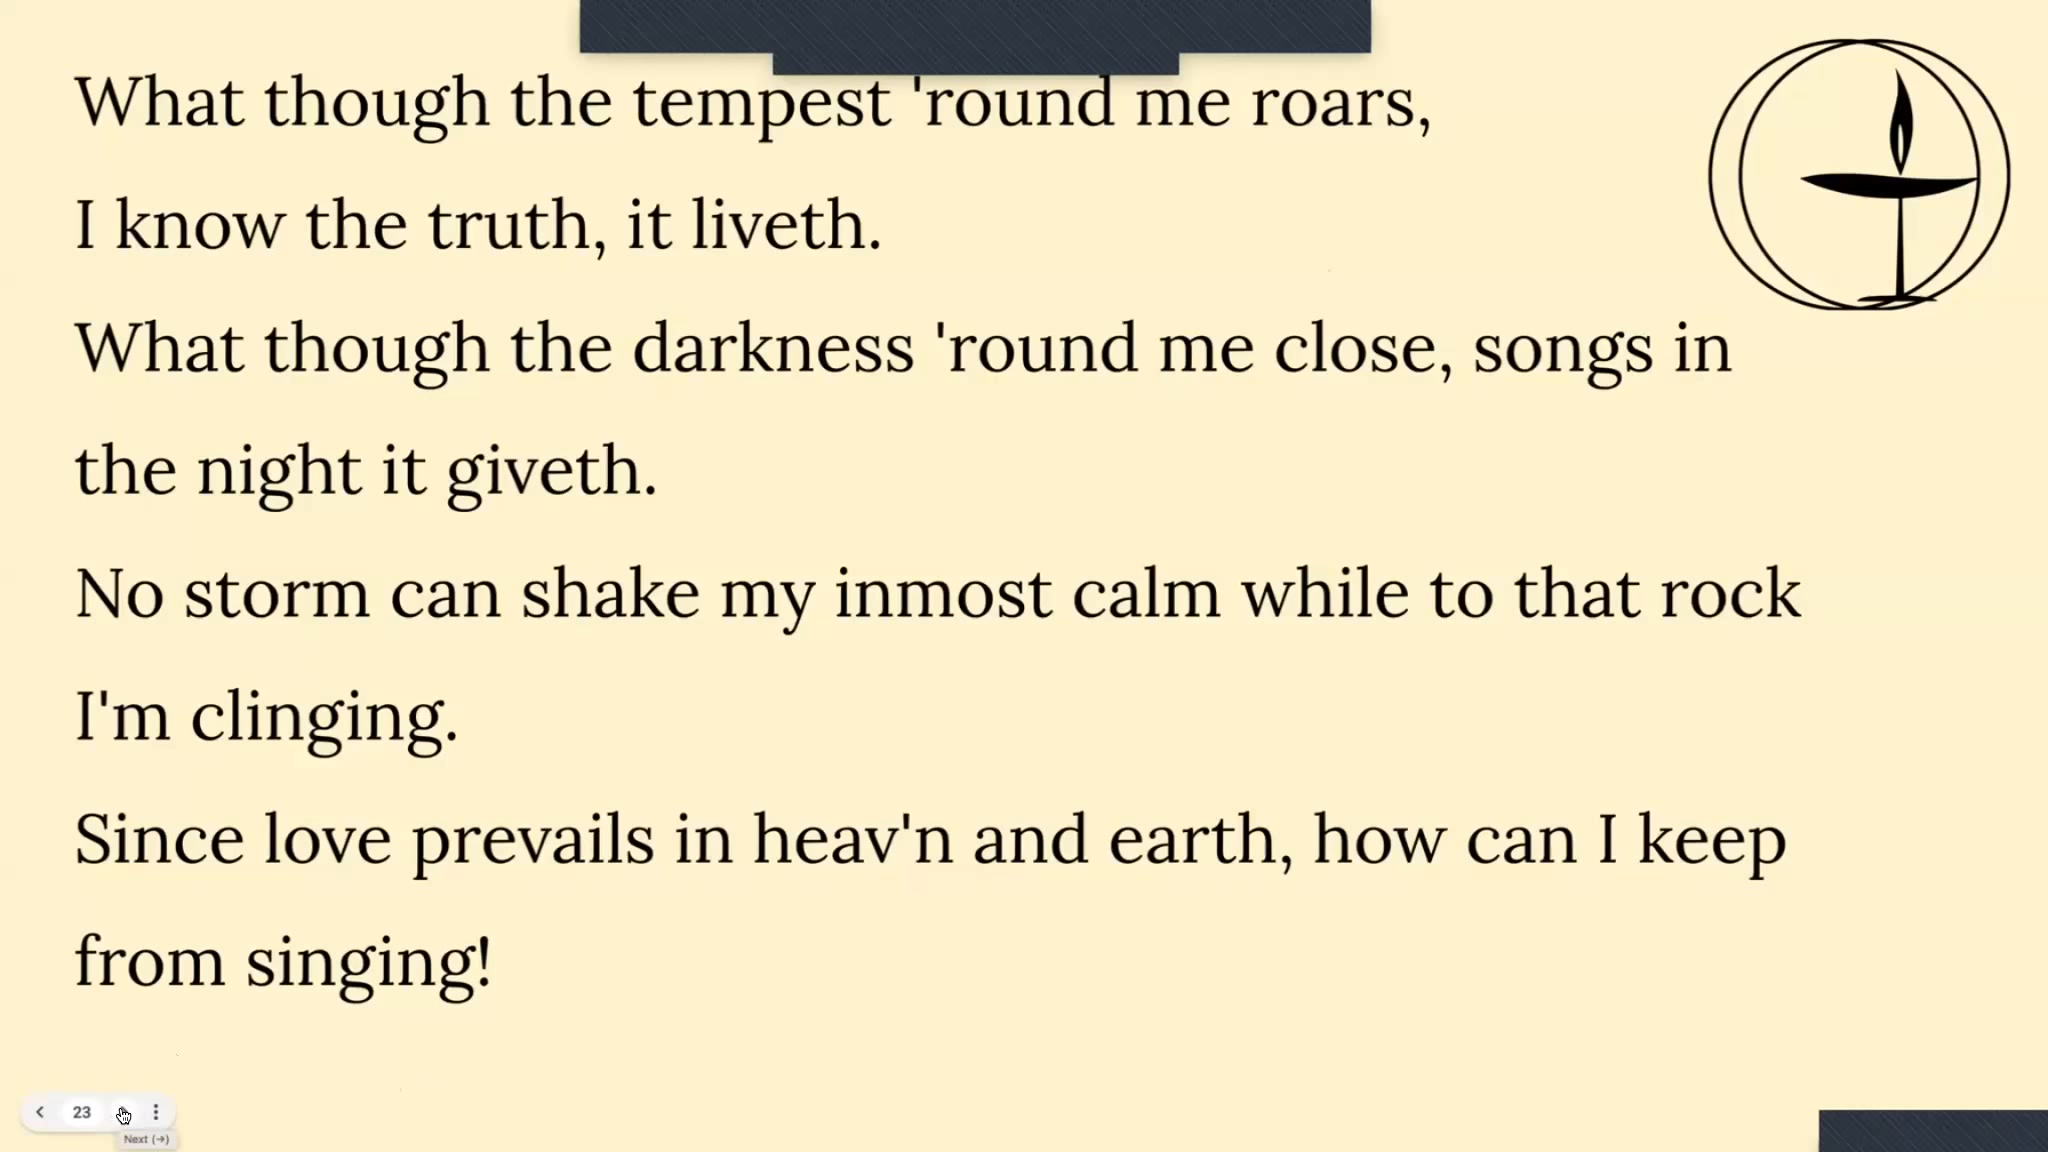 What though the tempest 'round me roars,
I know the truth, it liveth.
What though the darkness 'round me close, songs in
the night it giveth.
No storm can shake my inmost calm while to that rock
I'm clinging.
Since love prevails in heav'n and earth, how can I keep
from singing!
23
Next (→)